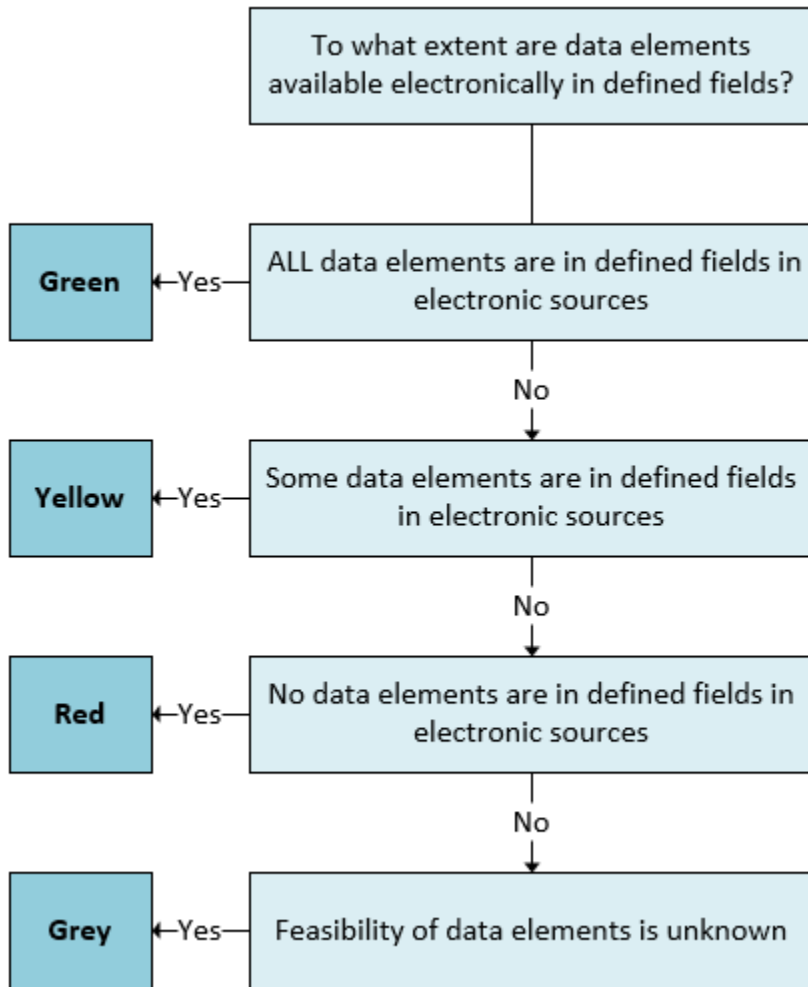 To what extent are data elements
available electronically in defined fields?
Green
Yes
ALL data elements are in defined fields in
electronic sources
No
Yellow
Yes
Some data elements are in defined fields
in electronic sources
No
Red
Yes
No data elements are in defined fields in
electronic sources
No
Grey
Yes
Feasibility of data elements is unknown